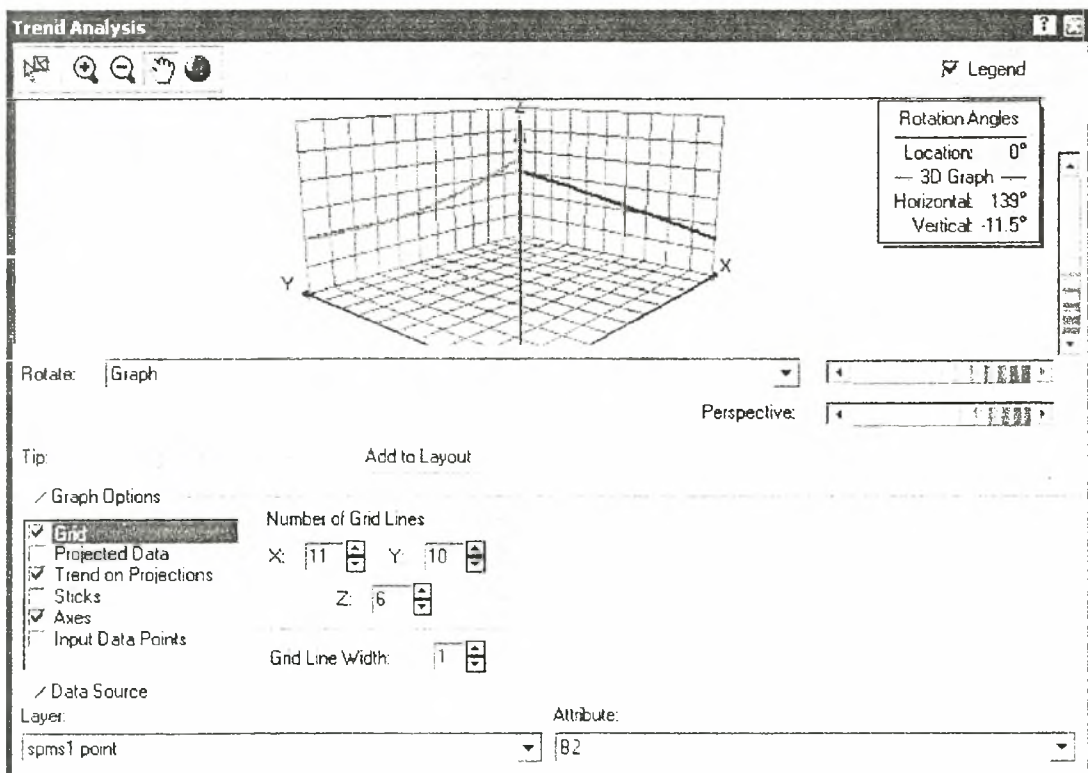 Trend Analysis
Legend
Rotation Angles
Location: 0°
3D Graph
Horizontal: 139°
Vertical: -11.5°
Z
Y
X
Rotate: Graph
Perspective:
Tip: Add to Layout
Graph Options
Grid
Projected Data
Trend on Projections
Sticks
Axes
Input Data Points
Number of Grid Lines
X: 11 Y: 10
Z: 6
Grid Line Width: 1
Data Source
Layer: Attribute:
spms1 point B2